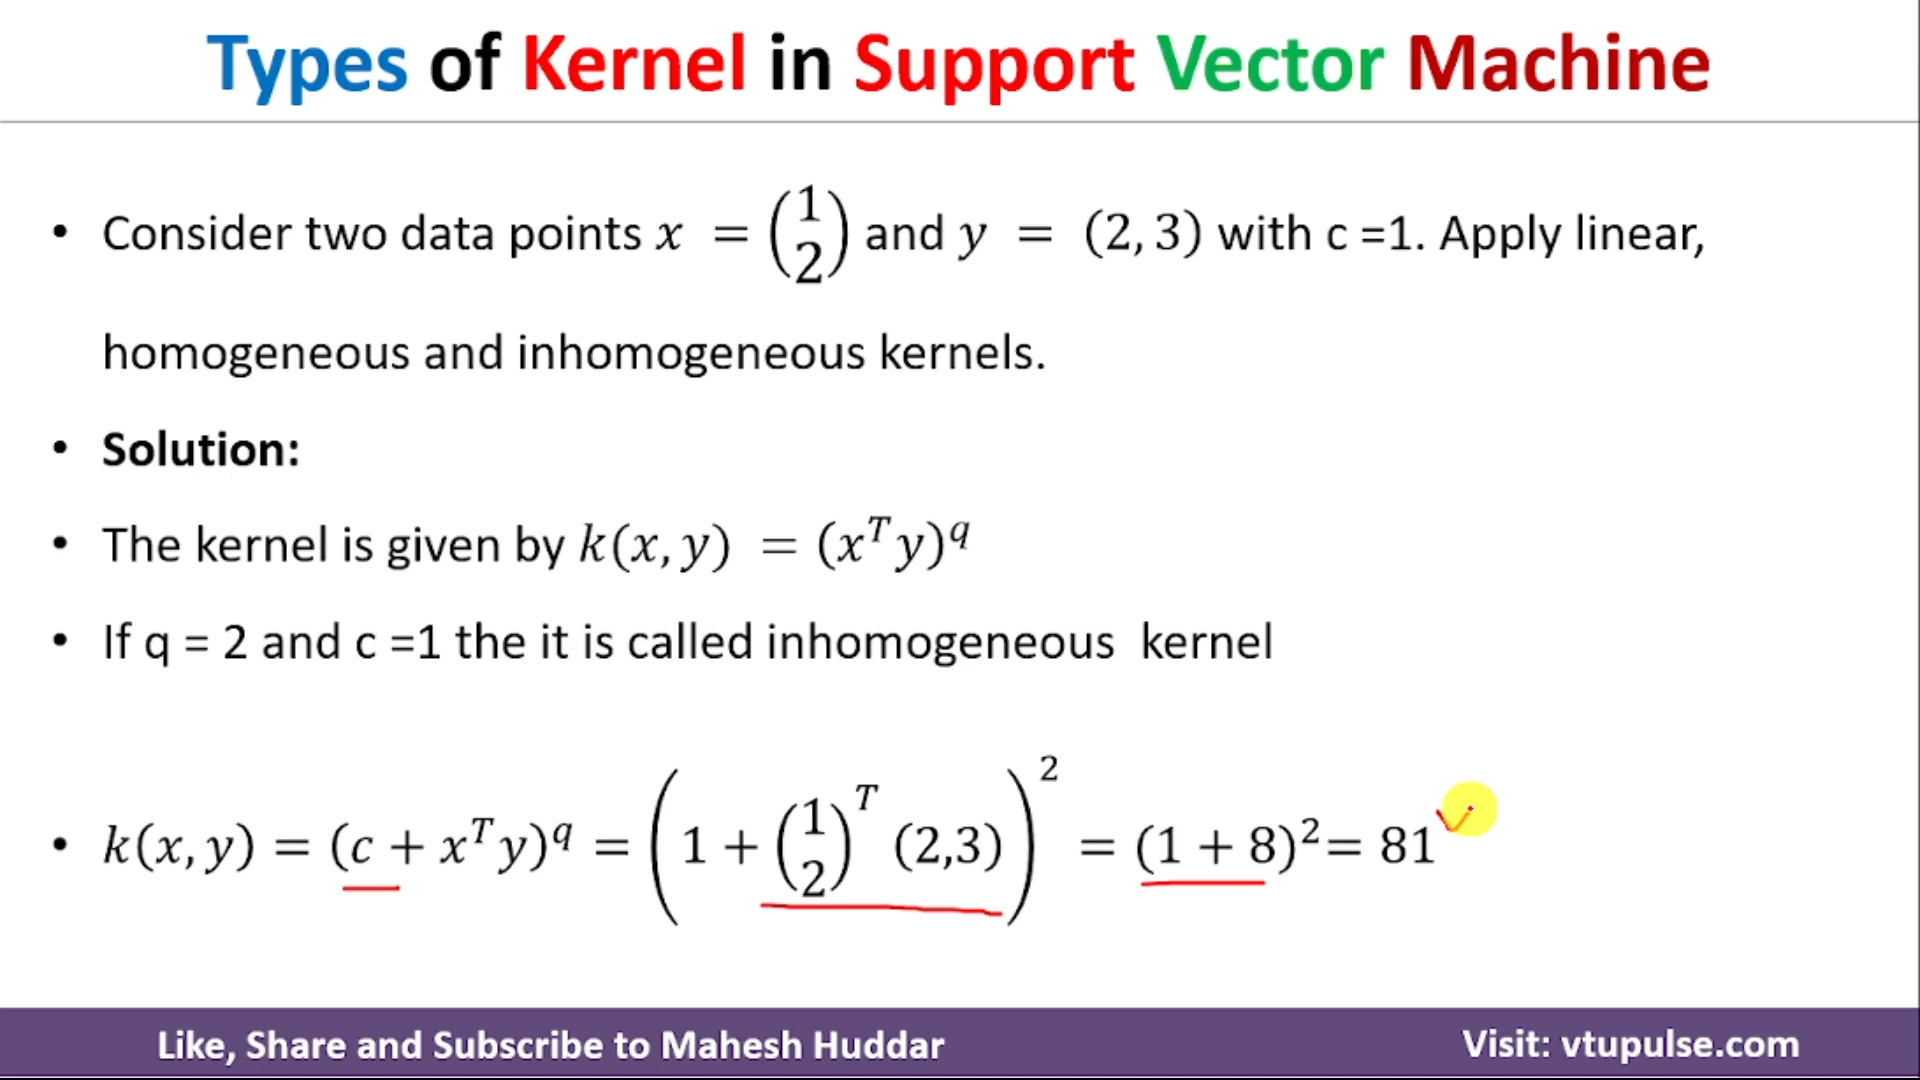 Types of Kernel in Support Vector Machine
• Consider two data points x = (1 2) and y = (2, 3) with c =1. Apply linear,
homogeneous and inhomogeneous kernels.
• Solution:
• The kernel is given by k(x, y) = (xᵀy)^q
• If q = 2 and c =1 the it is called inhomogeneous kernel
• k(x, y) = (c + xᵀy)^q = (1 + (1 2)ᵀ (2,3))² = (1 + 8)²= 81
Like, Share and Subscribe to Mahesh Huddar
Visit: vtupulse.com